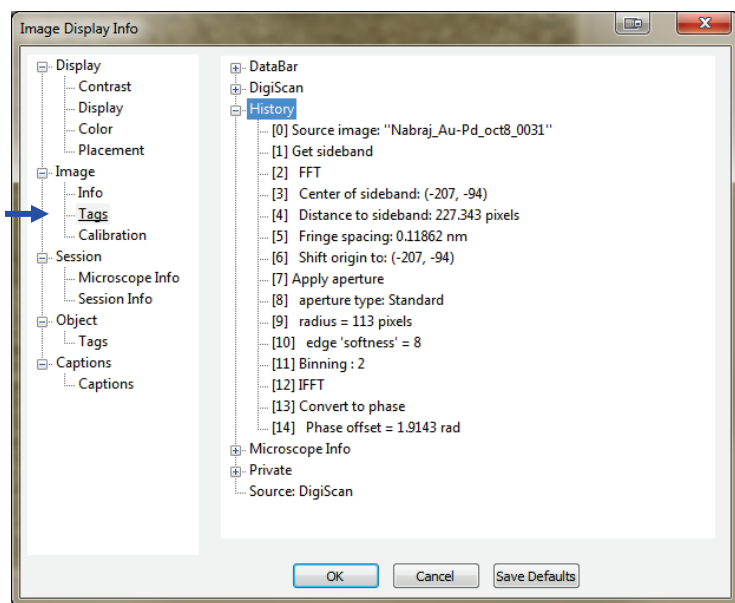 Image Display Info
Display
Contrast
Display
Color
Placement
Image
Info
Tags
Calibration
Session
Microscope Info
Session Info
Object
Tags
Captions
Captions
DataBar
DigiScan
History
[0] Source image: "Nabraj_Au-Pd_oct8_0031"
[1] Get sideband
[2] FFT
[3] Center of sideband: (-207, -94)
[4] Distance to sideband: 227.343 pixels
[5] Fringe spacing: 0.11862 nm
[6] Shift origin to: (-207, -94)
[7] Apply aperture
[8] aperture type: Standard
[9] radius = 113 pixels
[10] edge 'softness' = 8
[11] Binning : 2
[12] IFFT
[13] Convert to phase
[14] Phase offset = 1.9143 rad
Microscope Info
Private
Source: DigiScan
OK Cancel Save Defaults